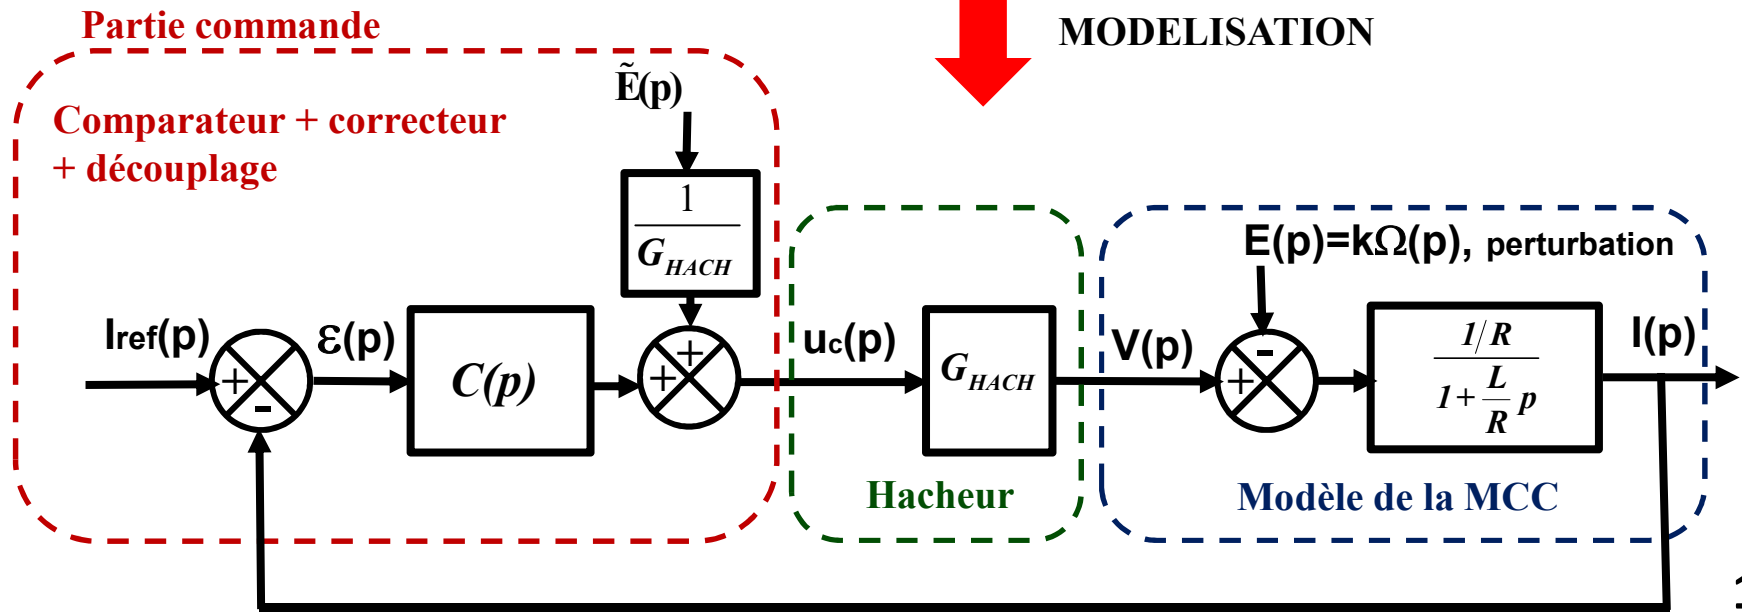 Partie commande
MODELISATION
Ẽ(p)
Comparateur + correcteur
+ découplage
1
G_HACH
E(p)=kΩ(p), perturbation
Iref(p)
+
-
ε(p)
C(p)
+
+
uc(p)
G_HACH
V(p)
-
+
1/R
1+ L/R p
I(p)
Hacheur
Modèle de la MCC